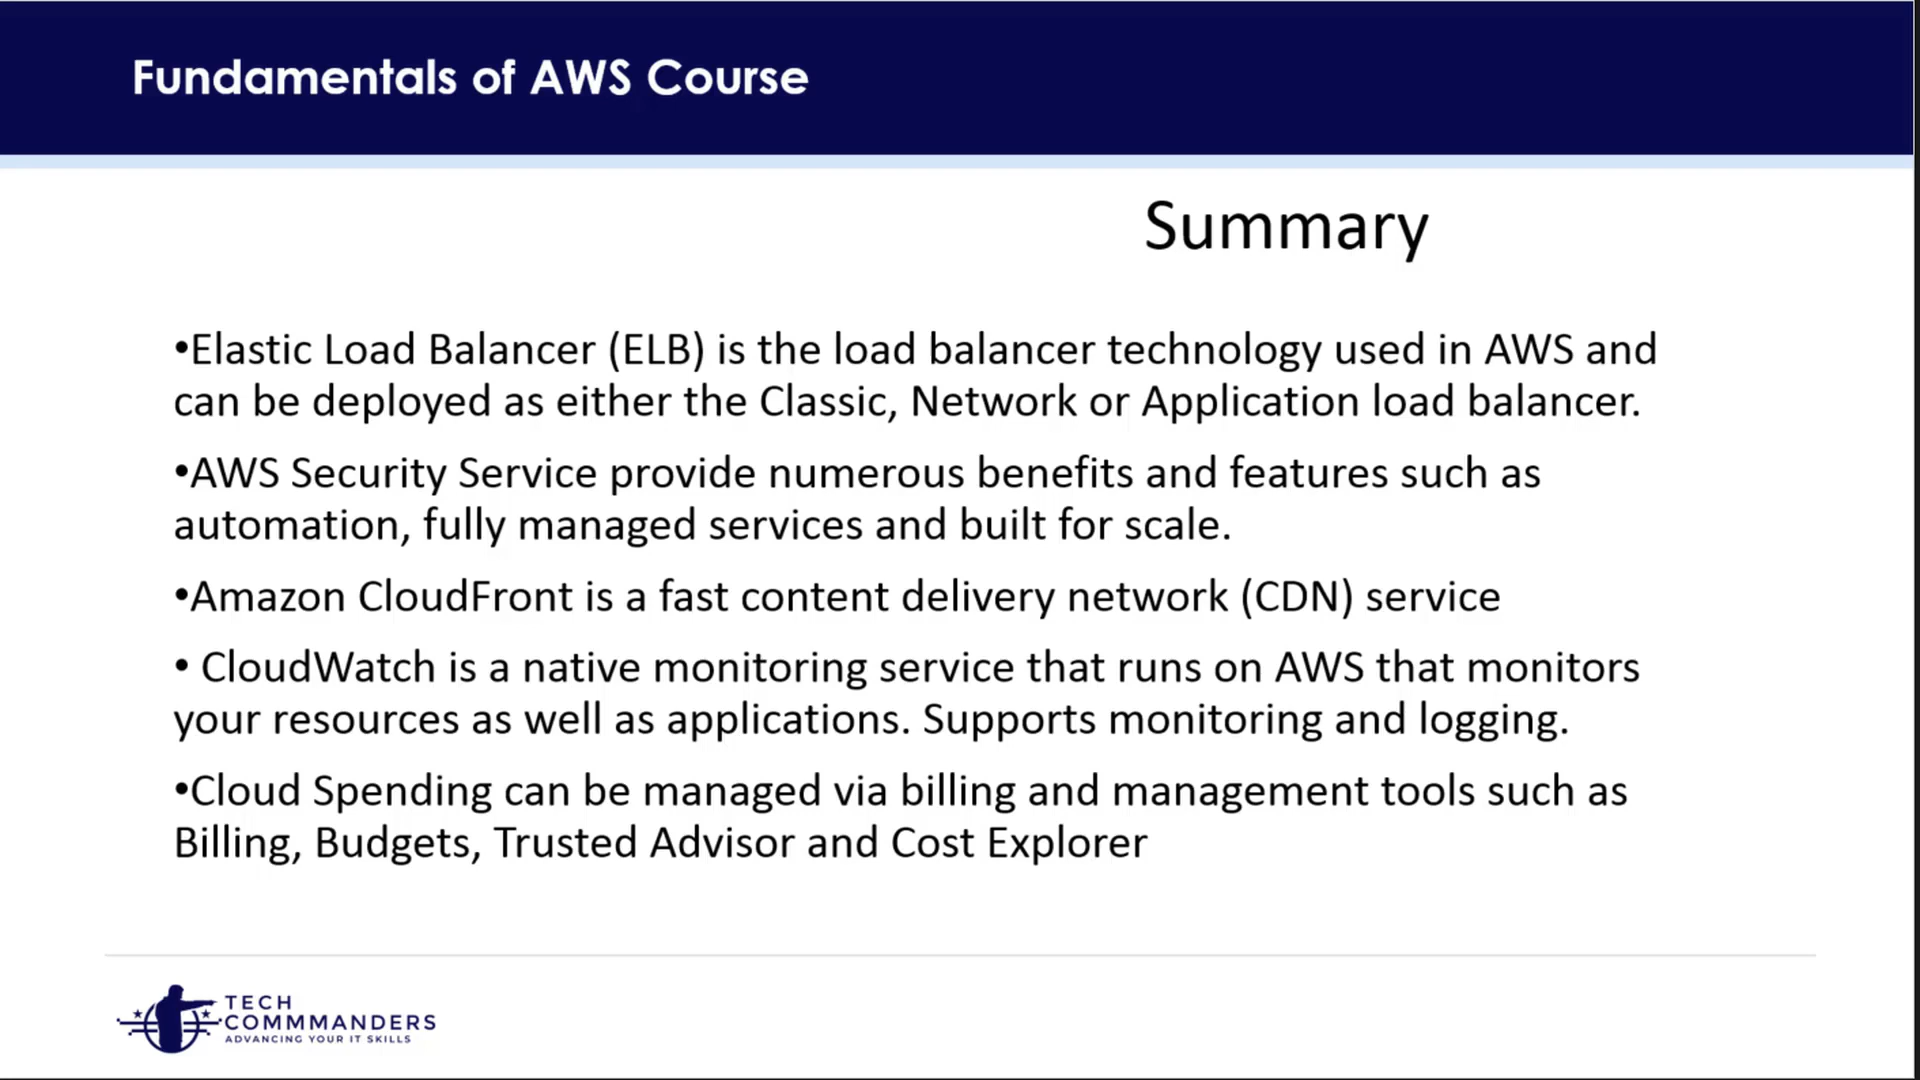 Fundamentals of AWS Course
Summary
•Elastic Load Balancer (ELB) is the load balancer technology used in AWS and
can be deployed as either the Classic, Network or Application load balancer.
•AWS Security Service provide numerous benefits and features such as
automation, fully managed services and built for scale.
•Amazon CloudFront is a fast content delivery network (CDN) service
• CloudWatch is a native monitoring service that runs on AWS that monitors
your resources as well as applications. Supports monitoring and logging.
•Cloud Spending can be managed via billing and management tools such as
Billing, Budgets, Trusted Advisor and Cost Explorer
TECH
COMMMANDERS
ADVANCING YOUR IT SKILLS